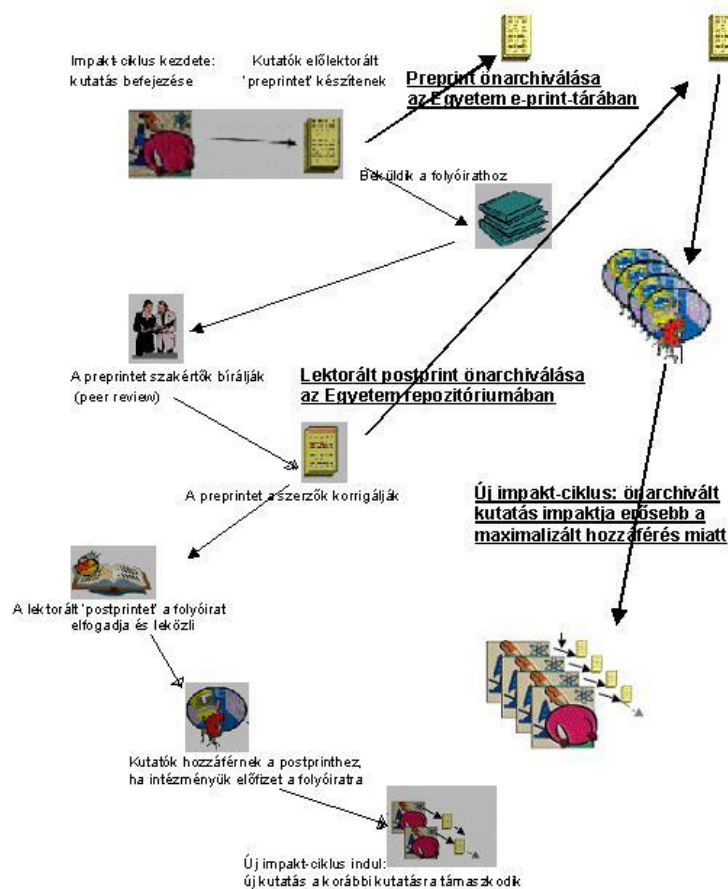 Impakt-ciklus kezdete:
kutatás befejezése
Kutatók előlektorált
'preprintet' készítenek
Preprint önarchiválása
az Egyetem e-print-tárában
Beküldik a folyóirathoz
A preprintet szakértők bírálják
(peer review)
Lektorált postprint önarchiválása
az Egyetem repozitóriumában
A preprintet a szerzők korrigálják
Új impakt-ciklus: önarchivált
kutatás impaktja erősebb a
maximalizált hozzáférés miatt
A lektorált 'postprintet' a folyóirat
elfogadja és leközli
Kutatók hozzáférnek a postprinthez,
ha intézményük előfizet a folyóiratra
Új impakt-ciklus indul:
új kutatás a korábbi kutatásra támaszkodik